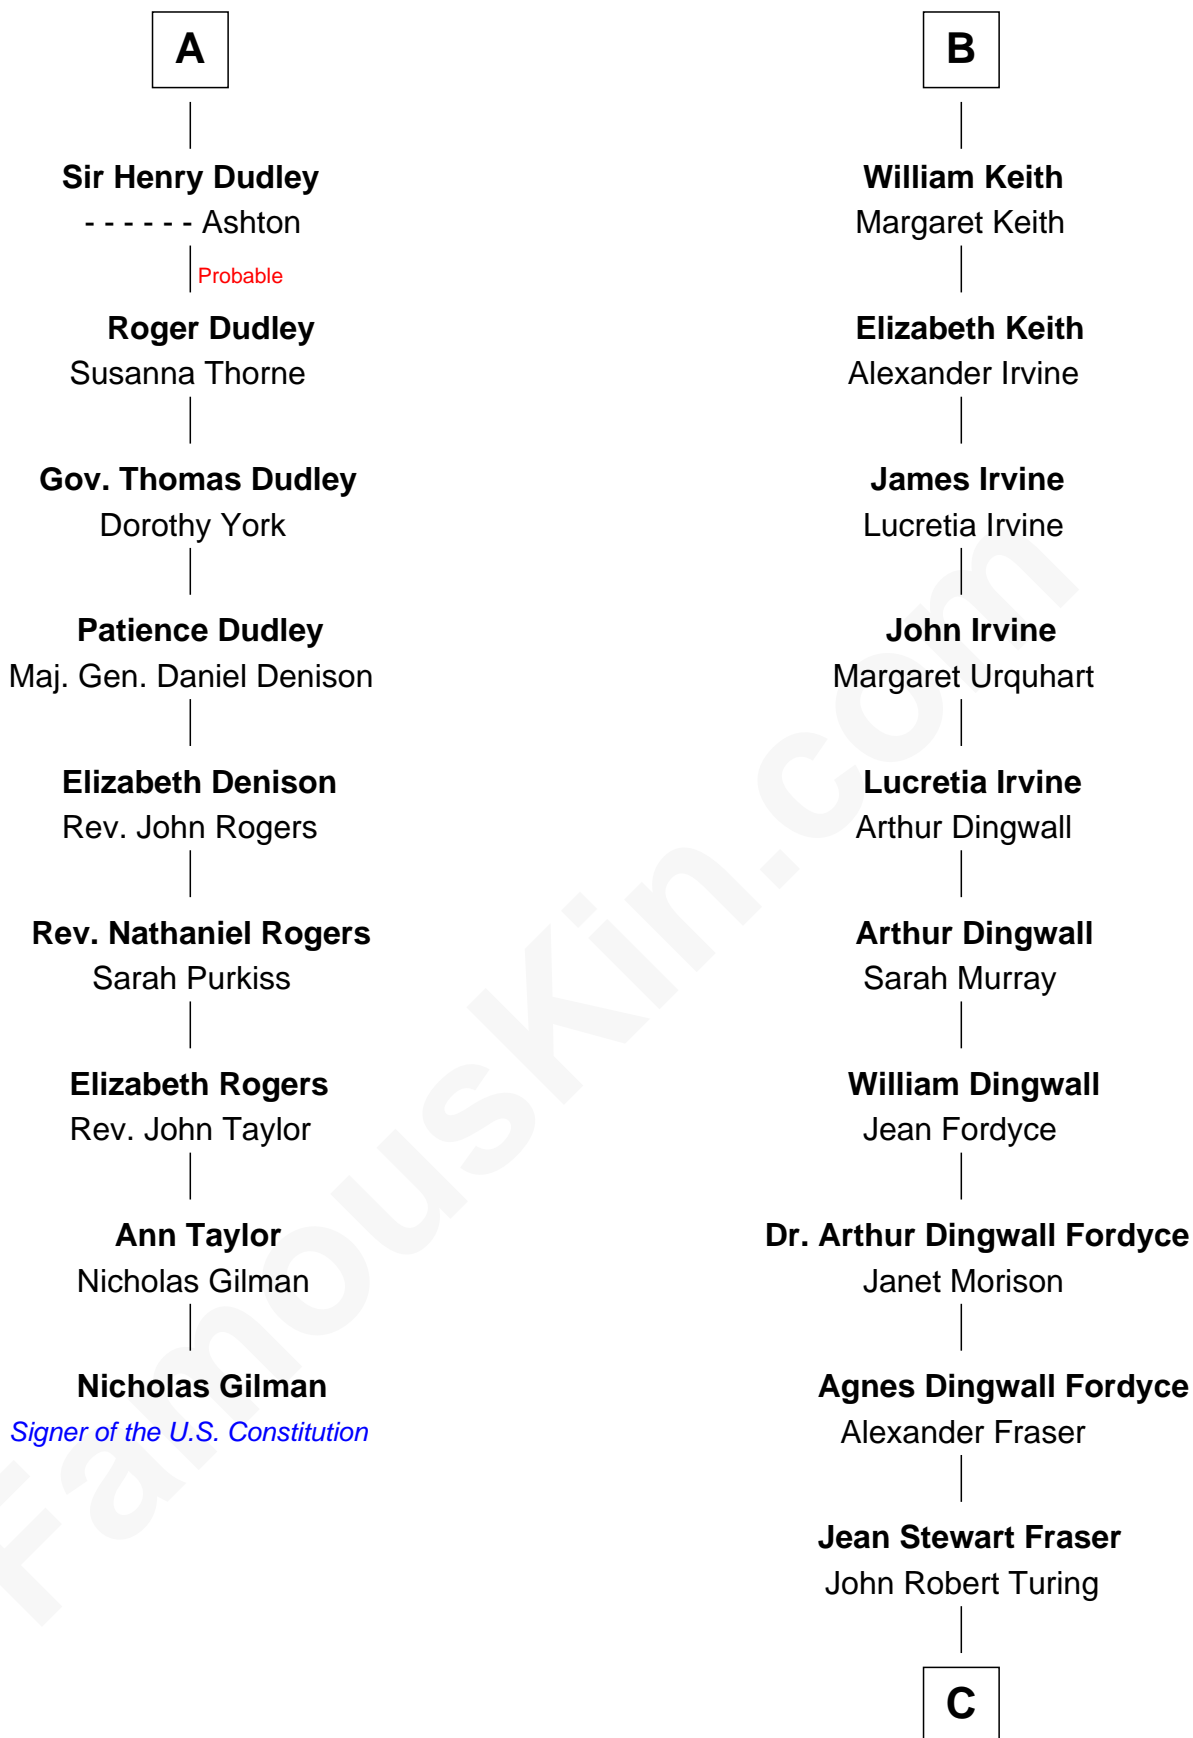 A
Sir Henry Dudley
- - - - - - Ashton
Probable
Roger Dudley
Susanna Thorne
Gov. Thomas Dudley
Dorothy York
Patience Dudley
Maj. Gen. Daniel Denison
Elizabeth Denison
Rev. John Rogers
Rev. Nathaniel Rogers
Sarah Purkiss
Elizabeth Rogers
Rev. John Taylor
Ann Taylor
Nicholas Gilman
Nicholas Gilman
Signer of the U.S. Constitution
B
William Keith
Margaret Keith
Elizabeth Keith
Alexander Irvine
James Irvine
Lucretia Irvine
John Irvine
Margaret Urquhart
Lucretia Irvine
Arthur Dingwall
Arthur Dingwall
Sarah Murray
William Dingwall
Jean Fordyce
Dr. Arthur Dingwall Fordyce
Janet Morison
Agnes Dingwall Fordyce
Alexander Fraser
Jean Stewart Fraser
John Robert Turing
C
FamousKin.com